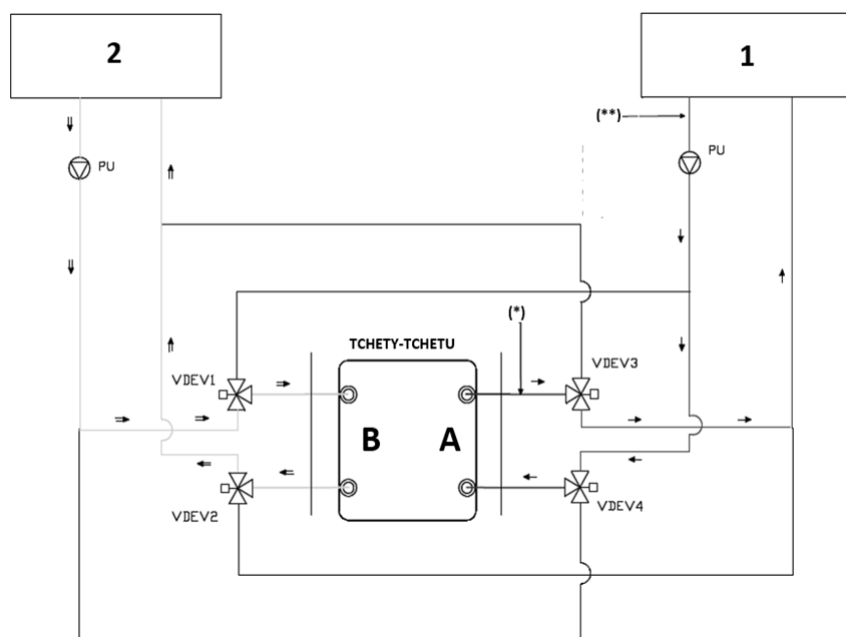 2
1
(**)
PU
PU
(*)
TCHETY-TCHETU
VDEV3
VDEV1
B
A
VDEV2
VDEV4